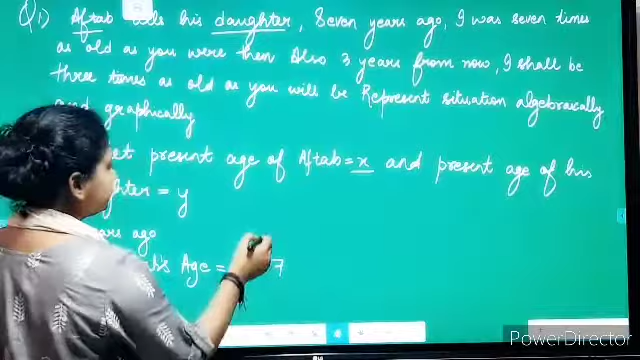 Q1) Aftab his daughter, Seven years ago, I was seven times
as old as you were then Also 3 years from now, I shall be
three times as old as you will be Represent situation algebraically
and graphically
present age of Aftab = x and present age of his
= y
ago
Age = 7
PowerDirector